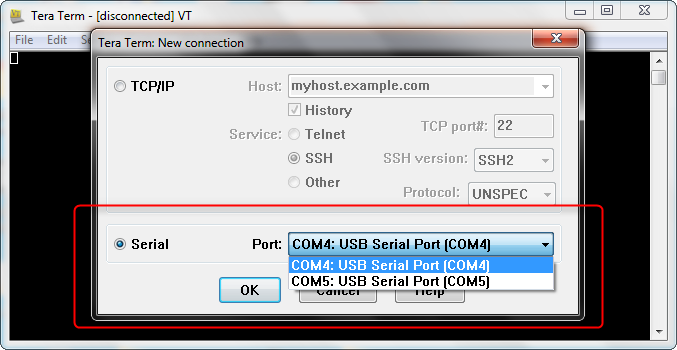 Tera Term - [disconnected] VT
File Edit
Tera Term: New connection
TCP/IP Host: myhost.example.com
History
Service: Telnet TCP port#: 22
SSH SSH version: SSH2
Other Protocol: UNSPEC
Serial Port: COM4: USB Serial Port (COM4)
COM4: USB Serial Port (COM4)
COM5: USB Serial Port (COM5)
OK Cancel Help